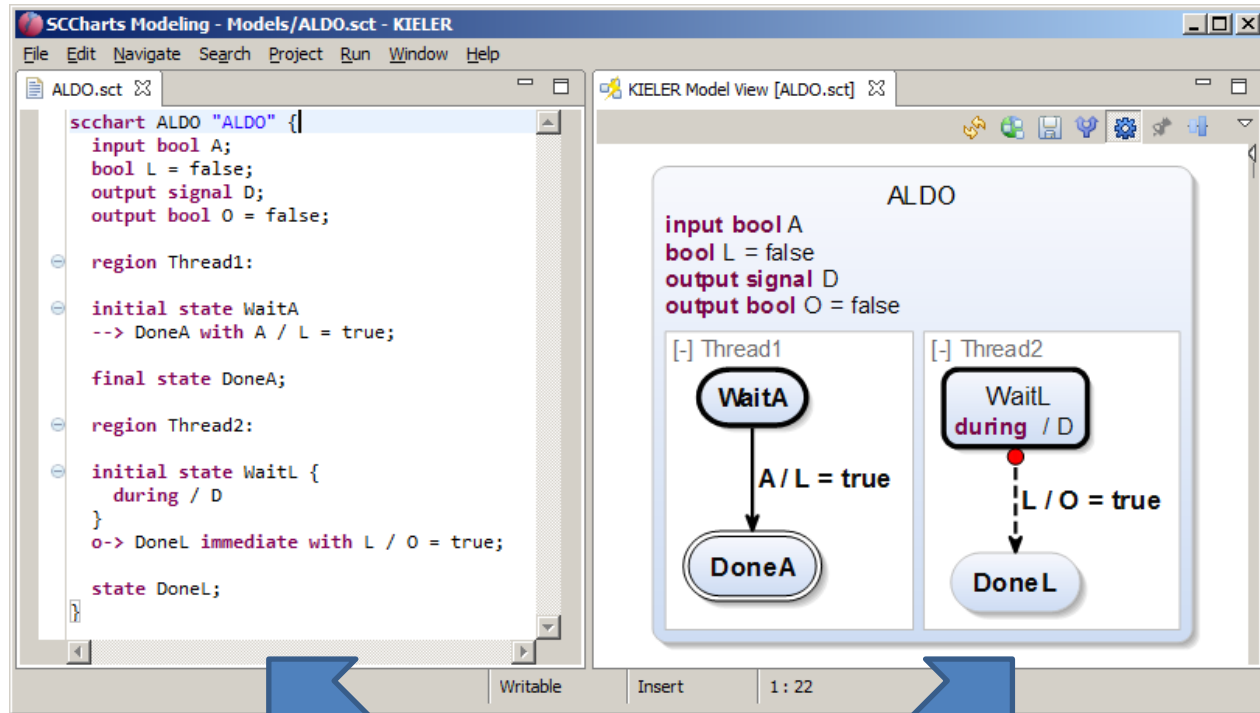 SCCharts Modeling - Models/ALDO.sct - KIELER
File Edit Navigate Search Project Run Window Help
ALDO.sct
scchart ALDO "ALDO" {
input bool A;
bool L = false;
output signal D;
output bool O = false;
region Thread1:
initial state WaitA
--> DoneA with A / L = true;
final state DoneA;
region Thread2:
initial state WaitL {
during / D
}
o-> DoneL immediate with L / O = true;
state DoneL;
}
KIELER Model View [ALDO.sct]
ALDO
input bool A
bool L = false
output signal D
output bool O = false
[-] Thread1
WaitA
A / L = true
DoneA
[-] Thread2
WaitL
during / D
L / O = true
DoneL
Writable
Insert
1 : 22